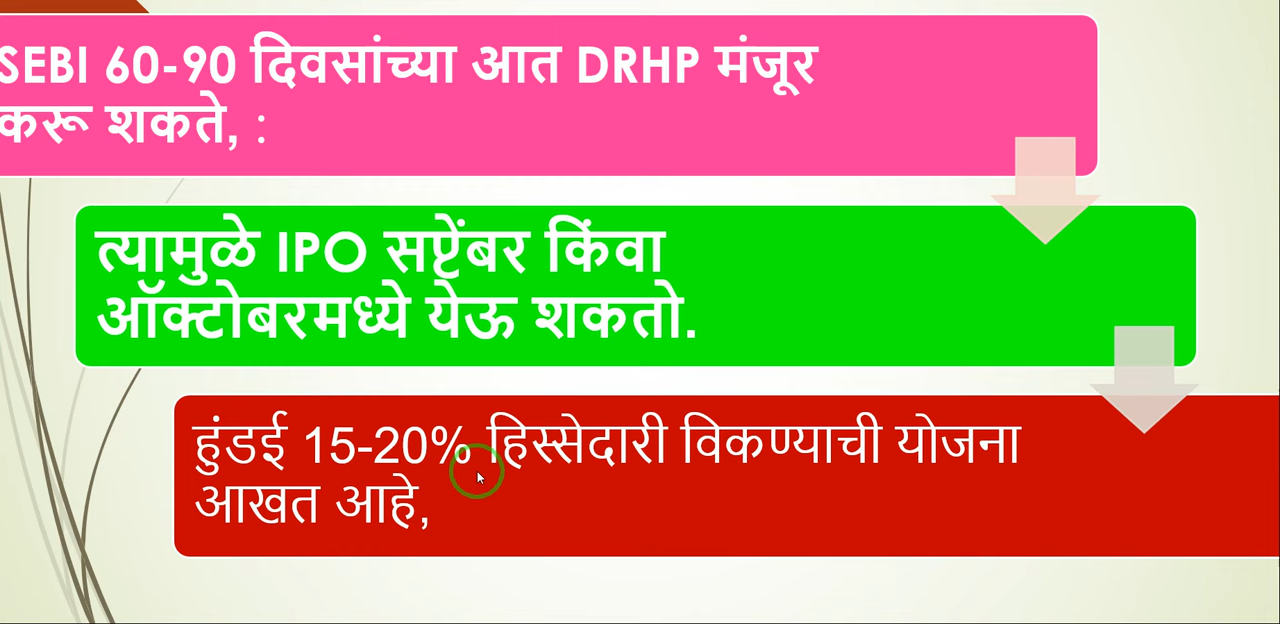 SEBI 60-90 दिवसांच्या आत DRHP मंजूर
करू शकते, :
त्यामुळे IPO सप्टेंबर किंवा
ऑक्टोबरमध्ये येऊ शकतो.
हुंडई 15-20% हिस्सेदारी विकण्याची योजना
आखत आहे,